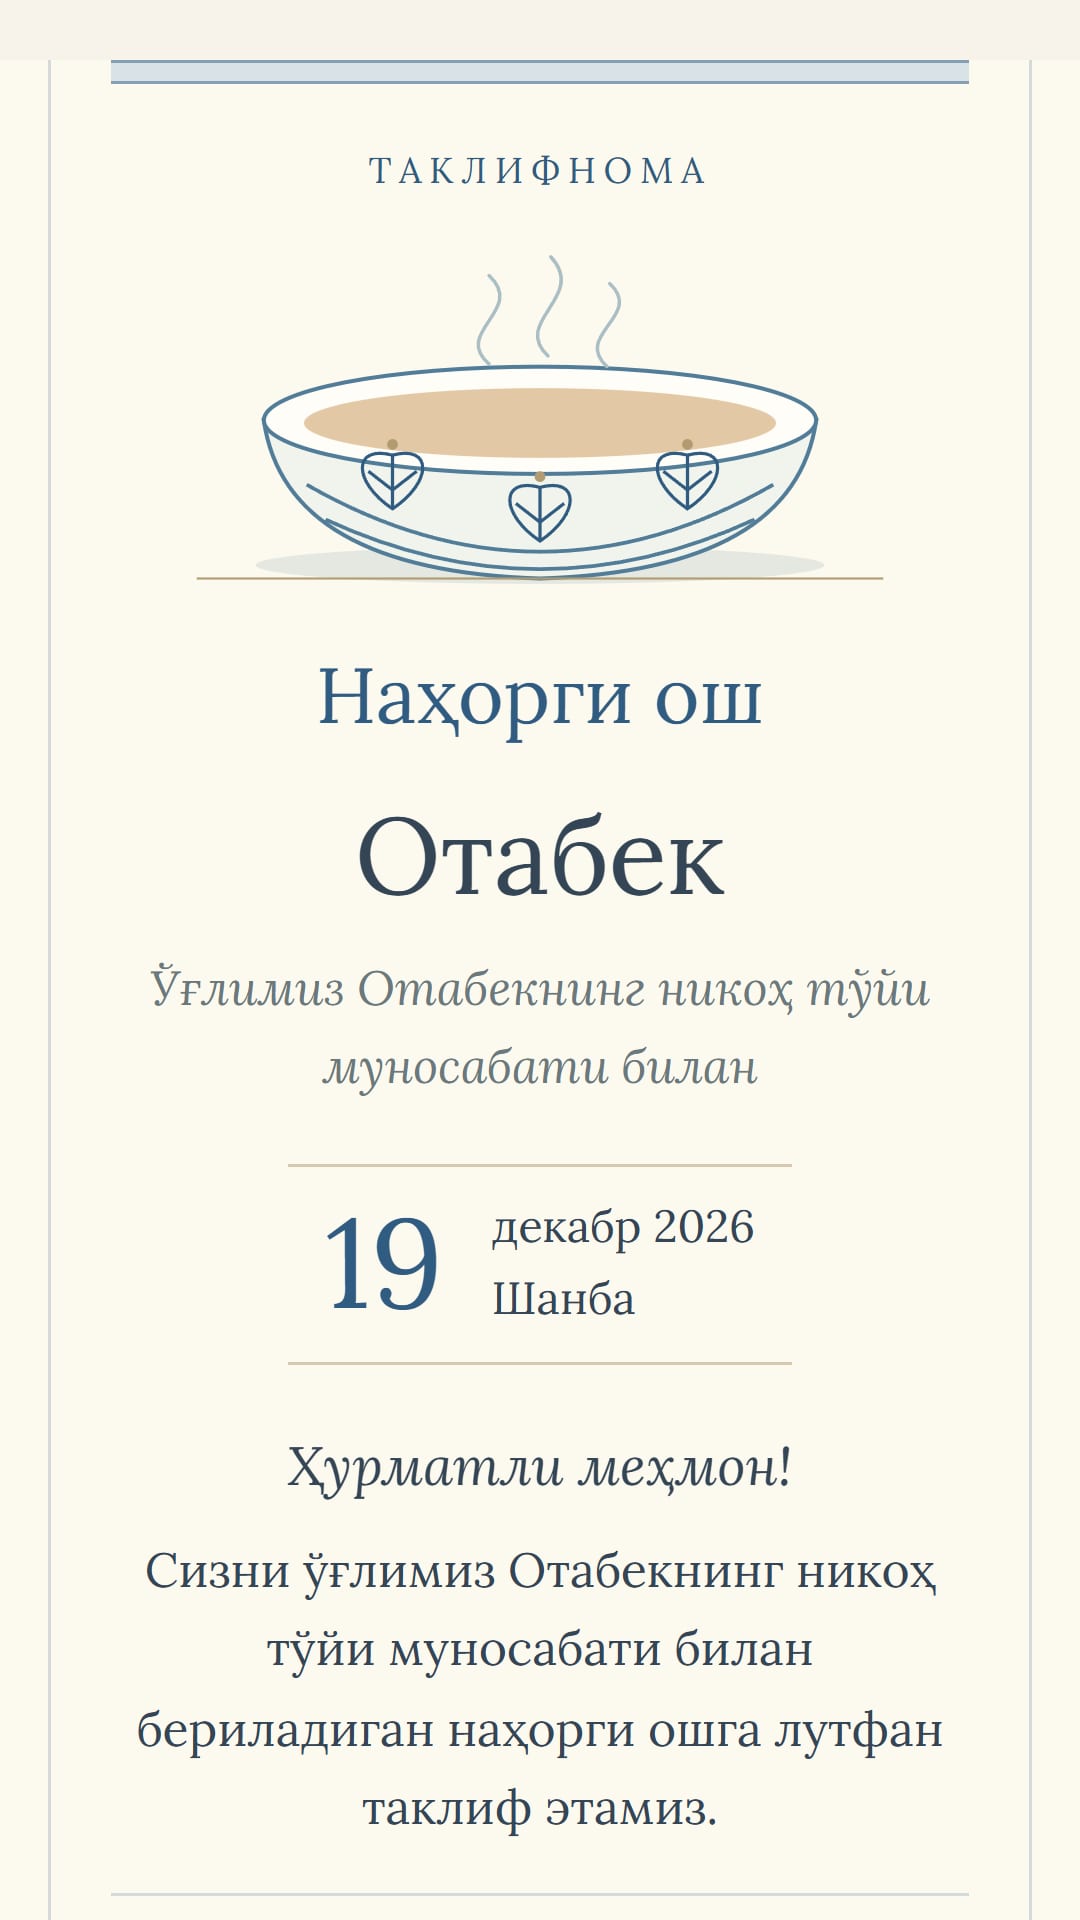 ТАКЛИФНОМА
Наҳорги ош
Отабек
Ўғлимиз Отабекнинг никоҳ тўйи
муносабати билан
19
декабр 2026
Шанба
Ҳурматли меҳмон!
Сизни ўғлимиз Отабекнинг никоҳ
тўйи муносабати билан
бериладиган наҳорги ошга лутфан
таклиф этамиз.